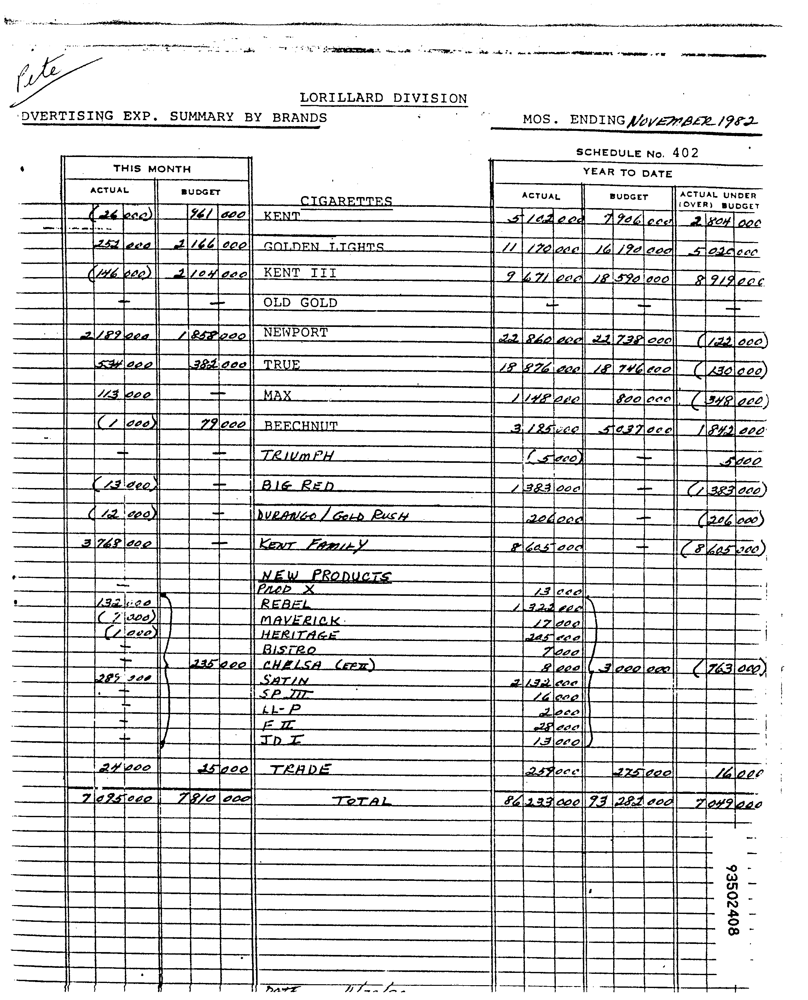 Pete
LORILLARD DIVISION
DVERTISING EXP. SUMMARY BY BRANDS MOS. ENDING NOVEMBER 1982
SCHEDULE No. 402
THIS MONTH YEAR TO DATE
ACTUAL BUDGET CIGARETTES ACTUAL BUDGET ACTUAL UNDER (OVER) BUDGET
(26 000) 961 000 KENT 5 102 000 7 906 000 2 804 000
252 000 2 166 000 GOLDEN LIGHTS 11 170 000 16 190 000 5 020 000
(146 000) 2 104 000 KENT III 9 671 000 18 590 000 8 919 000
— — OLD GOLD — — —
2 189 000 1 858 000 NEWPORT 22 860 000 22 738 000 (122 000)
534 000 382 000 TRUE 18 876 000 18 746 000 (130 000)
113 000 — MAX 1 148 000 800 000 (348 000)
(1 000) 79 000 BEECHNUT 3 195 000 5 037 000 1 842 000
— — TRIUMPH (5 000) — 5 000
(13 000) — BIG RED 1 383 000 — (1 383 000)
(12 000) — DURANGO / GOLD RUSH 206 000 — (206 000)
3 768 000 — KENT FAMILY 8 605 000 — (8 605 000)
NEW PRODUCTS
— PROD X 13 000
132 000 REBEL 1 322 000
(7 000) MAVERICK 17 000
(1 000) HERITAGE 205 000
— BISTRO 7 000
— 235 000 CHELSA (EFII) 8 000 3 000 000 (763 000)
289 000 SATIN 2 132 000
— SP III 16 000
— LL-P 2 000
— F II 28 000
— JD I 13 000
24 000 25 000 TRADE 259 000 275 000 16 000
7 095 000 7 810 000 TOTAL 86 233 000 93 282 000 7 049 000
93502408
DATE